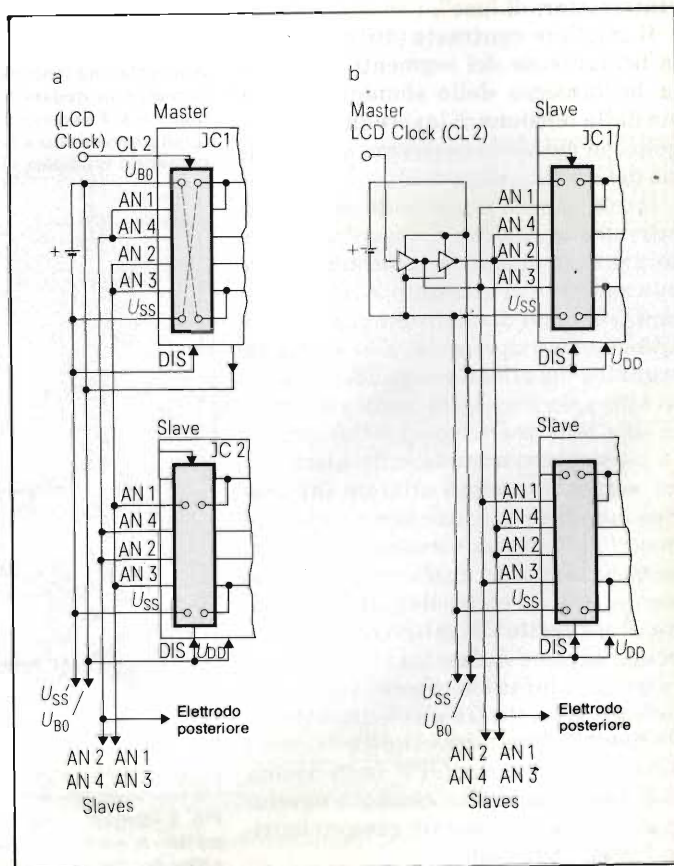 a
(LCD
Clock)
Master
CL 2
JC1
U_B0
AN 1
AN 4
AN 2
AN 3
+
U_SS
DIS
Slave
JC 2
AN 1
AN 4
AN 2
AN 3
U_SS
DIS
U_DD
U_SS'/
U_B0
Elettrodo
posteriore
AN 2 AN 1
AN 4 AN 3
Slaves
b
Master
LCD Clock (CL2)
Slave
JC1
AN 1
AN 4
AN 2
AN 3
+
U_SS
DIS
U_DD
Slave
AN 1
AN 4
AN 2
AN 3
U_SS
DIS
U_DD
U_SS'/
U_B0
Elettrodo
posteriore
AN 2 AN 1
AN 4 AN 3
Slaves